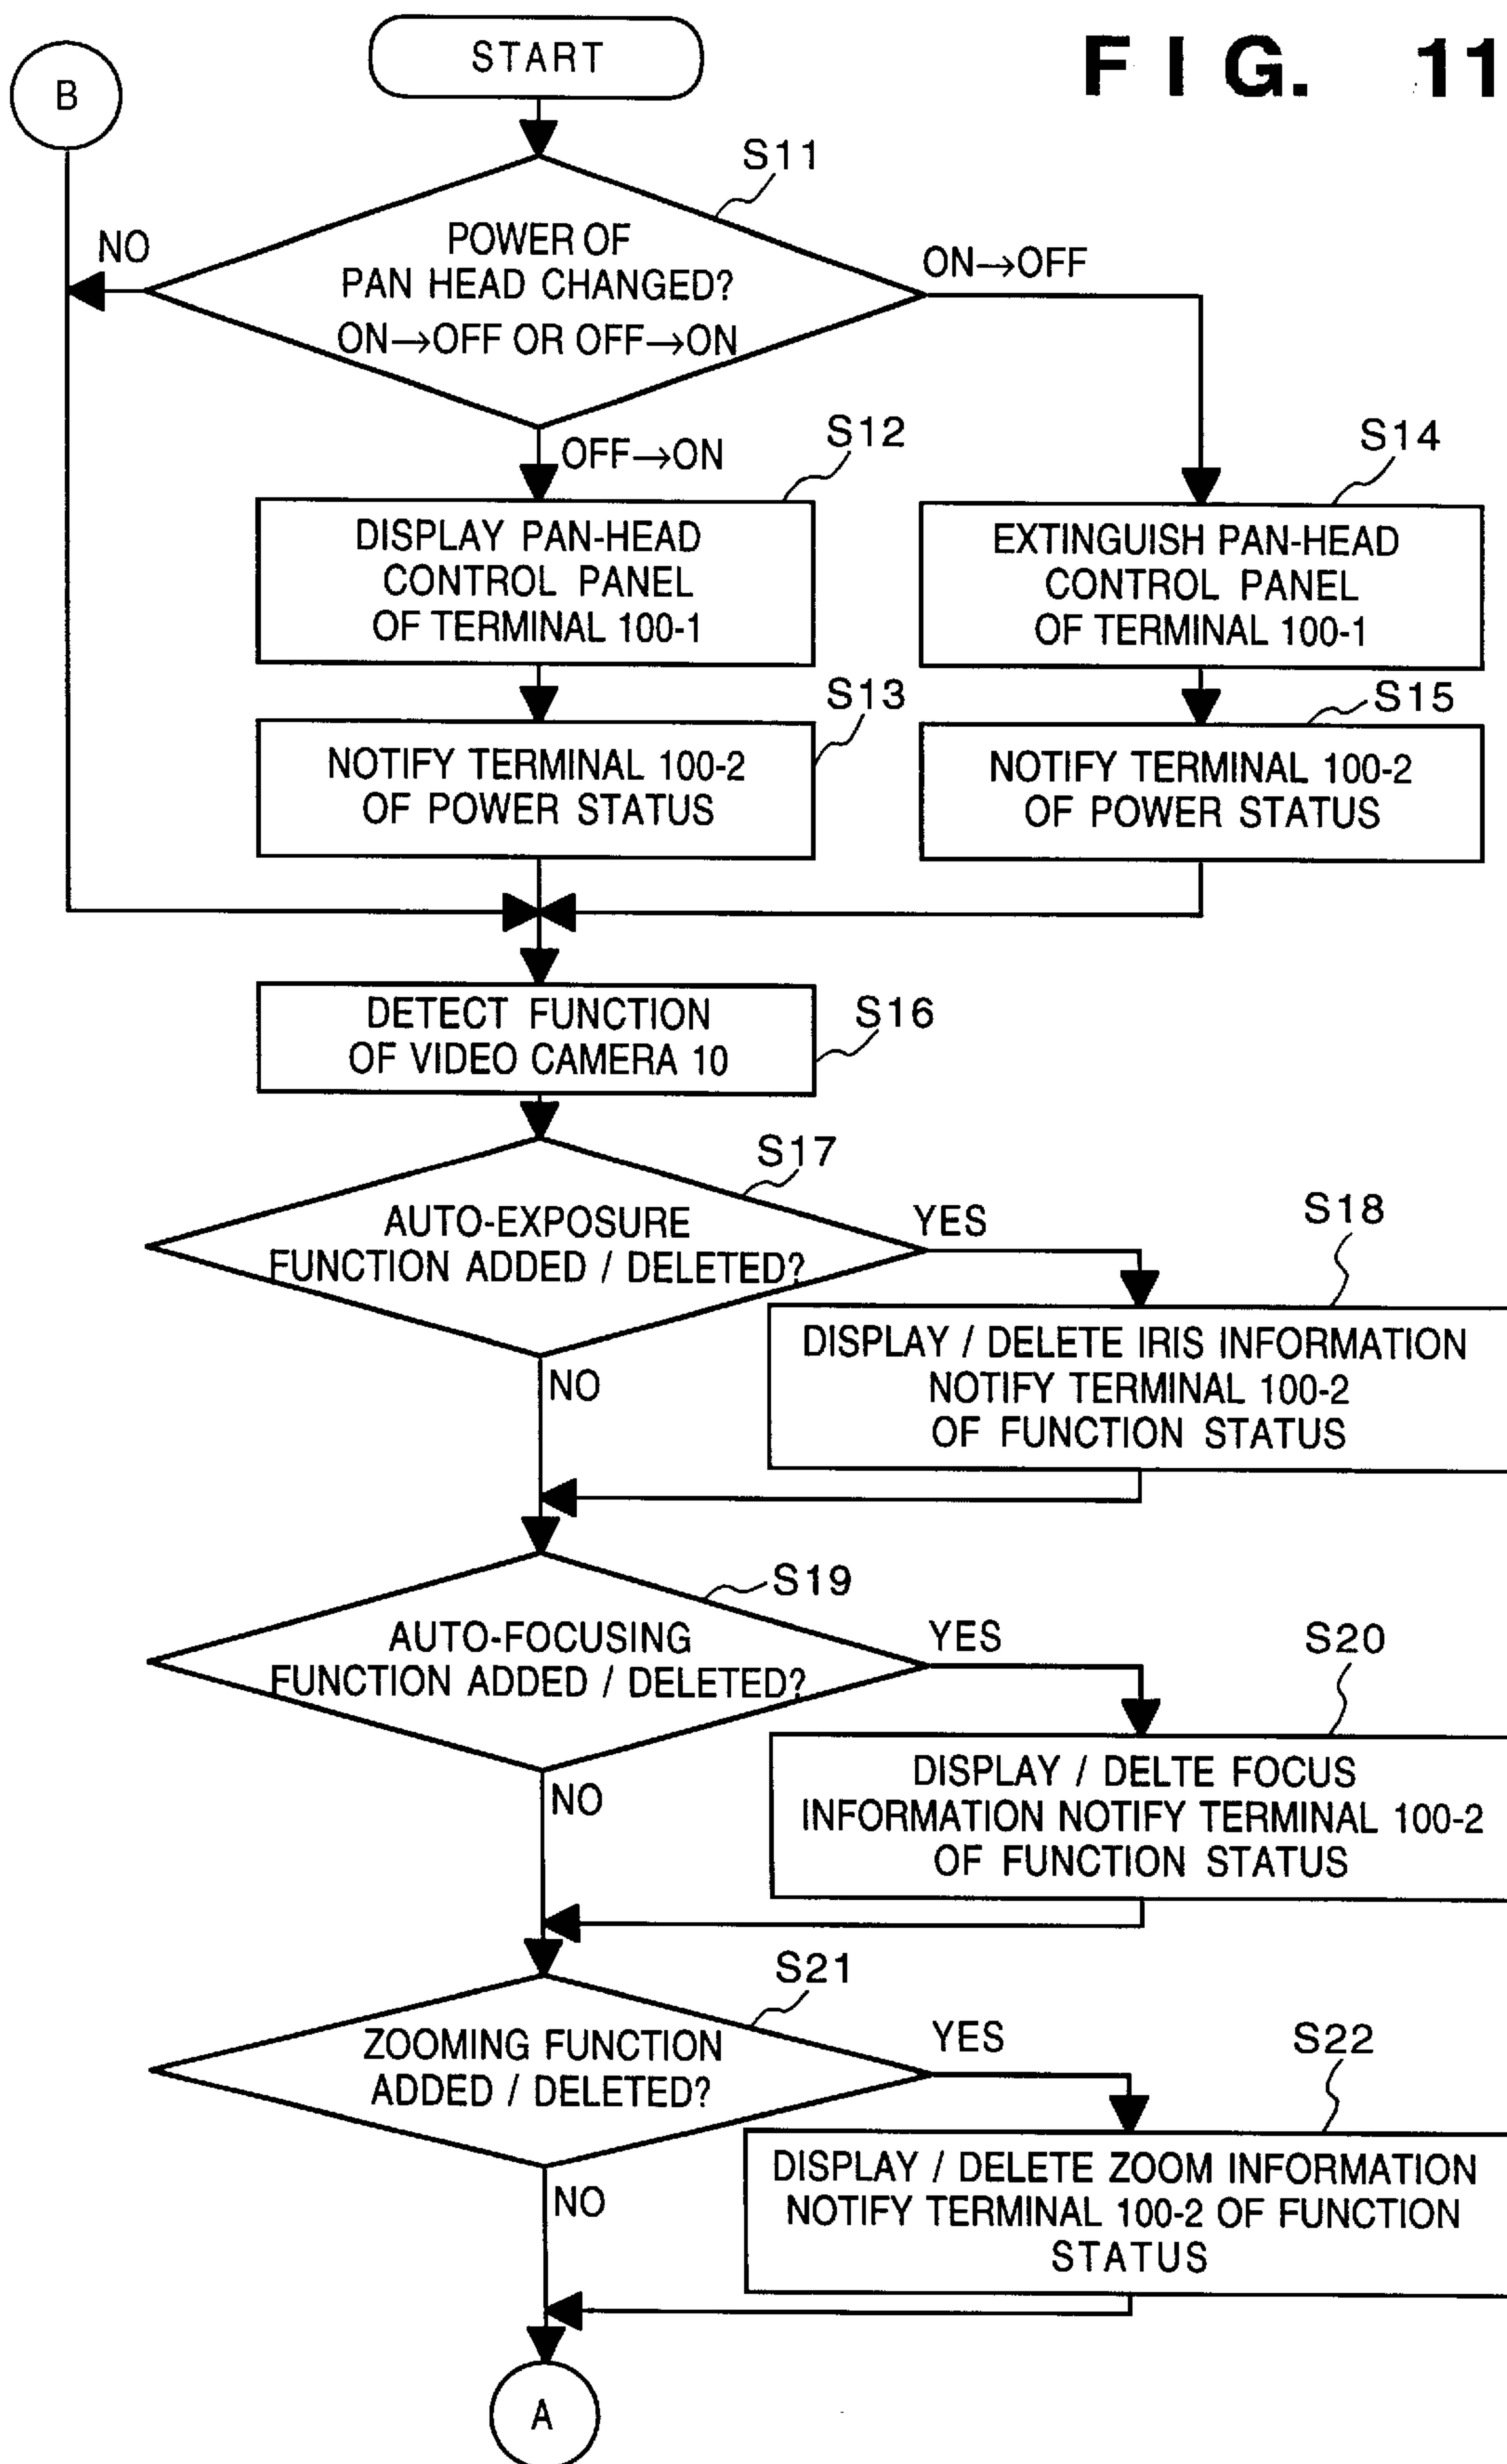 FIG. 11
START
B
S11
POWER OF
PAN HEAD CHANGED?
ON→OFF OR OFF→ON
NO
ON→OFF
OFF→ON
S12
DISPLAY PAN-HEAD
CONTROL PANEL
OF TERMINAL 100-1
S14
EXTINGUISH PAN-HEAD
CONTROL PANEL
OF TERMINAL 100-1
S13
NOTIFY TERMINAL 100-2
OF POWER STATUS
S15
NOTIFY TERMINAL 100-2
OF POWER STATUS
DETECT FUNCTION
OF VIDEO CAMERA 10
S16
S17
AUTO-EXPOSURE
FUNCTION ADDED / DELETED?
YES
NO
S18
DISPLAY / DELETE IRIS INFORMATION
NOTIFY TERMINAL 100-2
OF FUNCTION STATUS
S19
AUTO-FOCUSING
FUNCTION ADDED / DELETED?
YES
NO
S20
DISPLAY / DELTE FOCUS
INFORMATION NOTIFY TERMINAL 100-2
OF FUNCTION STATUS
S21
ZOOMING FUNCTION
ADDED / DELETED?
YES
NO
S22
DISPLAY / DELETE ZOOM INFORMATION
NOTIFY TERMINAL 100-2 OF FUNCTION
STATUS
A